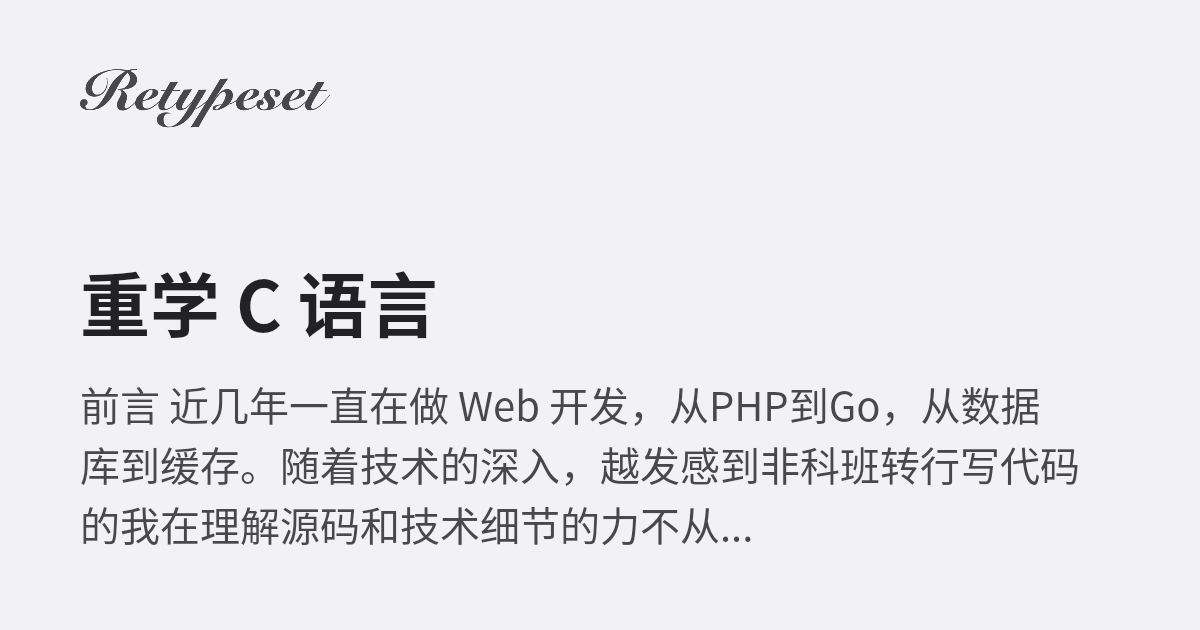 Retypeset
重学 C 语言
前言 近几年一直在做 Web 开发，从PHP到Go，从数据
库到缓存。随着技术的深入，越发感到非科班转行写代码
的我在理解源码和技术细节的力不从...